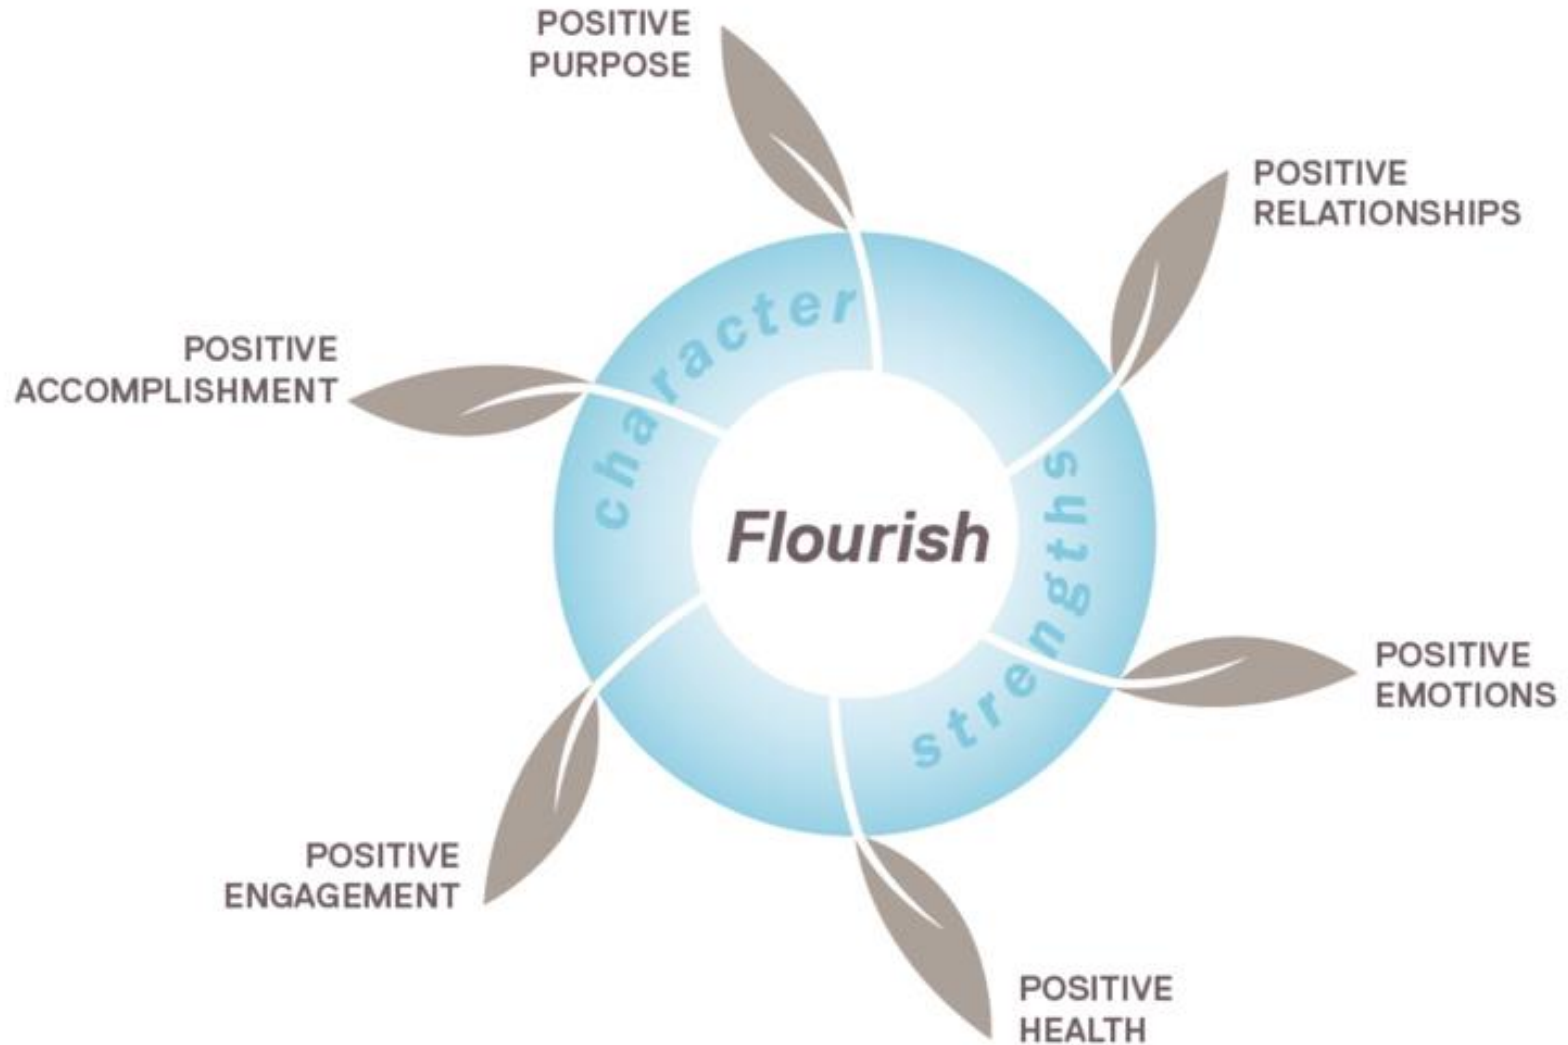 POSITIVE
PURPOSE
POSITIVE
RELATIONSHIPS
character
POSITIVE
ACCOMPLISHMENT
Flourish
strengths
POSITIVE
EMOTIONS
POSITIVE
ENGAGEMENT
POSITIVE
HEALTH